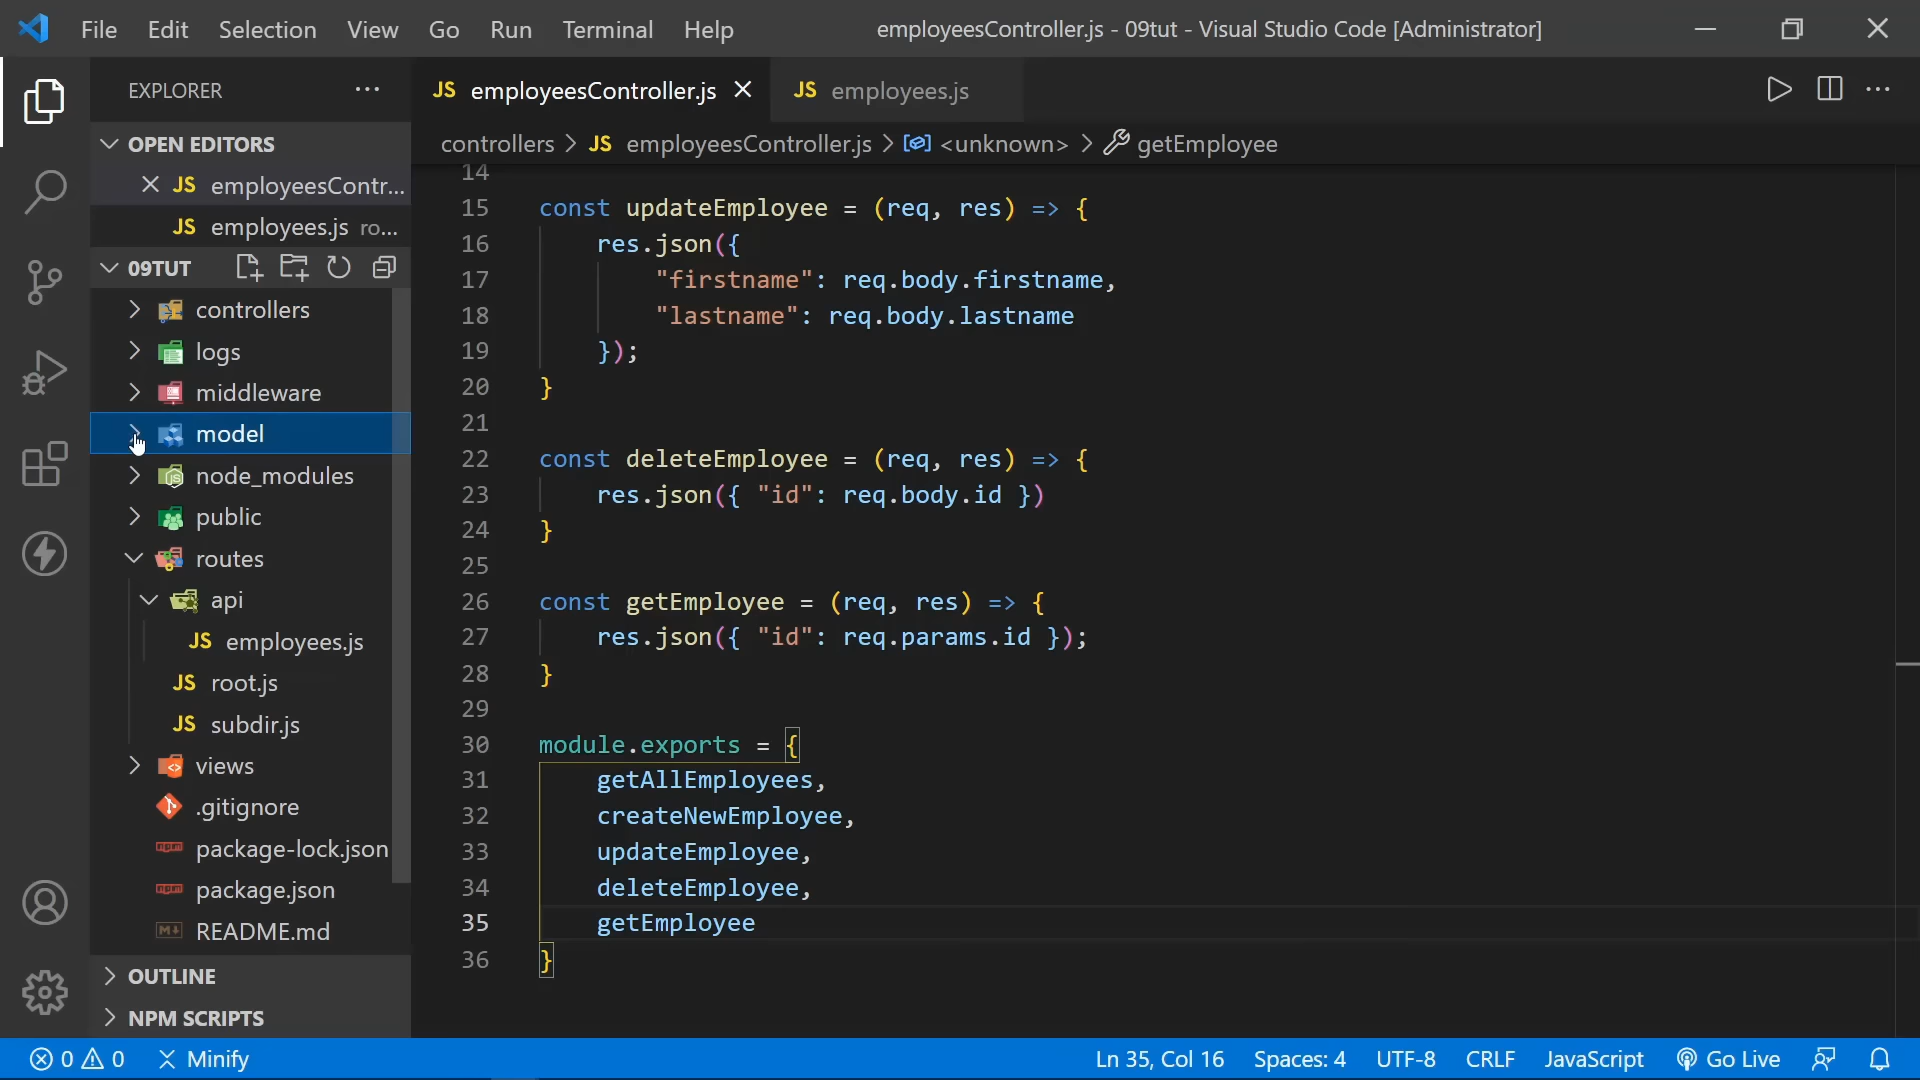 File Edit Selection View Go Run Terminal Help employeesController.js - 09tut - Visual Studio Code [Administrator]
EXPLORER
JS employeesController.js
JS employees.js
OPEN EDITORS
JS employeesContr...
JS employees.js ro...
09TUT
controllers
logs
middleware
model
node_modules
public
routes
api
JS employees.js
JS root.js
JS subdir.js
views
.gitignore
package-lock.json
package.json
README.md
OUTLINE
NPM SCRIPTS
controllers > JS employeesController.js > <unknown> > getEmployee
14
15 const updateEmployee = (req, res) => {
16 res.json({
17 "firstname": req.body.firstname,
18 "lastname": req.body.lastname
19 });
20 }
21
22 const deleteEmployee = (req, res) => {
23 res.json({ "id": req.body.id })
24 }
25
26 const getEmployee = (req, res) => {
27 res.json({ "id": req.params.id });
28 }
29
30 module.exports = {
31 getAllEmployees,
32 createNewEmployee,
33 updateEmployee,
34 deleteEmployee,
35 getEmployee
36 }
0 0 Minify Ln 35, Col 16 Spaces: 4 UTF-8 CRLF JavaScript Go Live